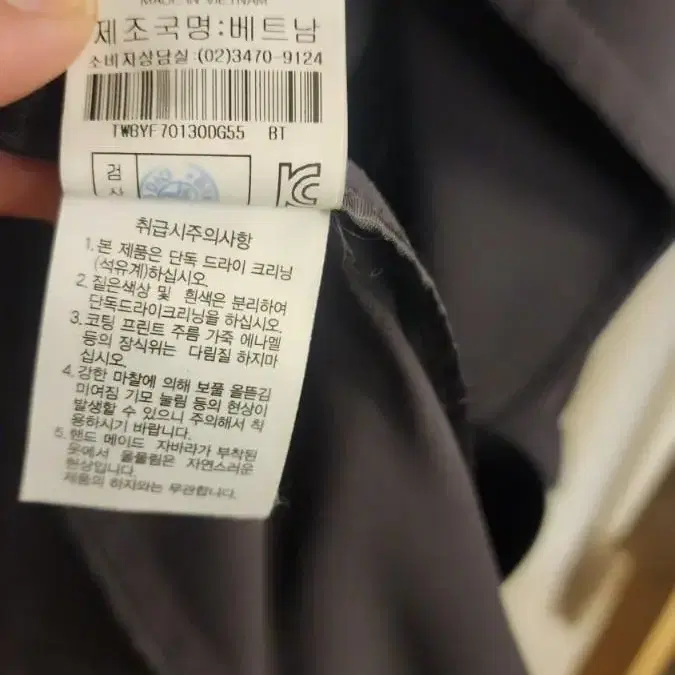 MADE IN VIETNAM
제조국명:베트남
소비자상담실:(02)3470-9124
TWBYF70130DG55 BT
검
취급시주의사항
1.본 제품은 단독 드라이 크리닝
(석유계)하십시오.
2. 짙은색상 및 흰색은 분리하여
단독드라이크리닝을 하십시오.
3.코팅 프린트 주름 가죽 에나멜
등의 장식위는 다림질 하지마
십시오.
4.강한 마찰에 의해 보풀 올뜯김
미여짐 기모 눌림 등의 현상이
발생할 수 있으니 주의해서 착
용하시기 바랍니다.
5.핸드 메이드 자바라가 부착된
옷에서 울퉁림은 자연스러운
현상입니다.
제품의 하자와는 무관합니다.